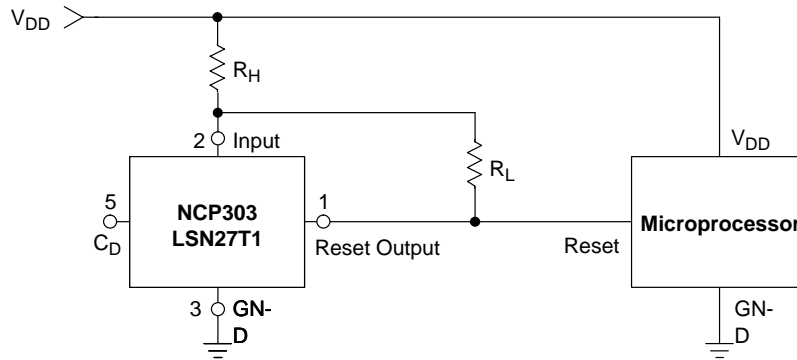 VDD
RH
2 Input
VDD
RL
5
NCP303
LSN27T1
1
Microprocessor
CD
Reset Output
Reset
3 GN-
D
GN-
D